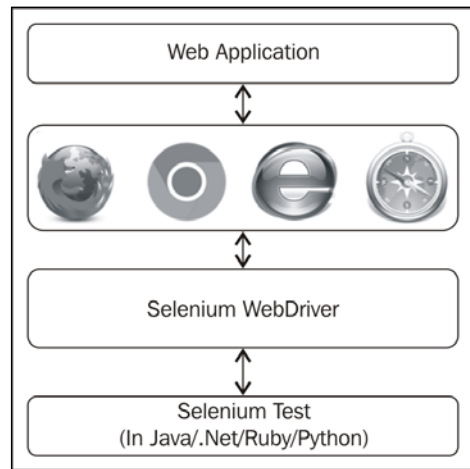 Web Application
Selenium WebDriver
Selenium Test
(In Java/.Net/Ruby/Python)